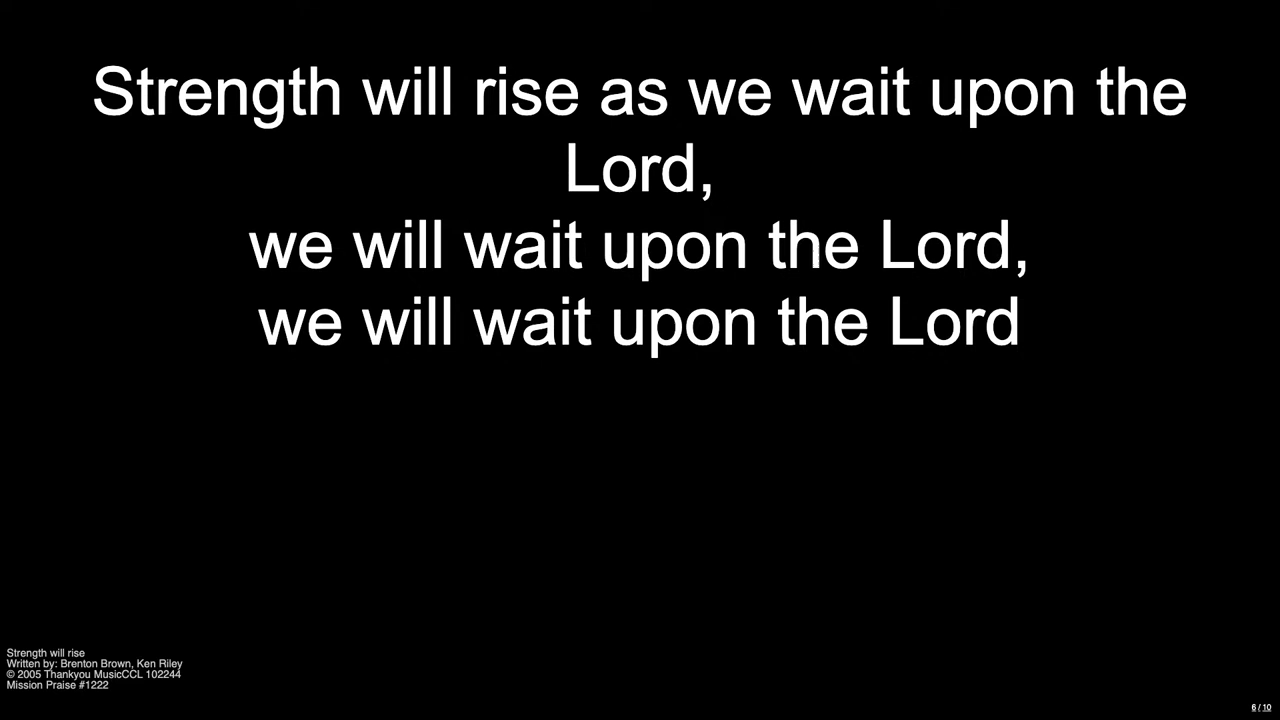 Strength will rise as we wait upon the
Lord,
we will wait upon the Lord,
we will wait upon the Lord
Strength will rise
Written by: Brenton Brown, Ken Riley
© 2005 Thankyou MusicCCL 102244
Mission Praise #1222
6 / 10